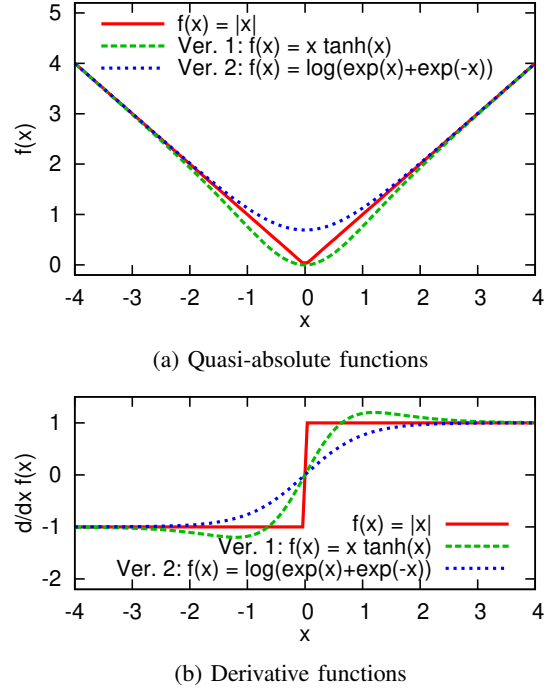 5
4
3
2
1
0
f(x)
f(x) = |x|
Ver. 1: f(x) = x tanh(x)
Ver. 2: f(x) = log(exp(x)+exp(-x))
-4 -3 -2 -1 0 1 2 3 4
x
(a) Quasi-absolute functions
1
0
-1
-2
d/dx f(x)
f(x) = |x|
Ver. 1: f(x) = x tanh(x)
Ver. 2: f(x) = log(exp(x)+exp(-x))
-4 -3 -2 -1 0 1 2 3 4
x
(b) Derivative functions